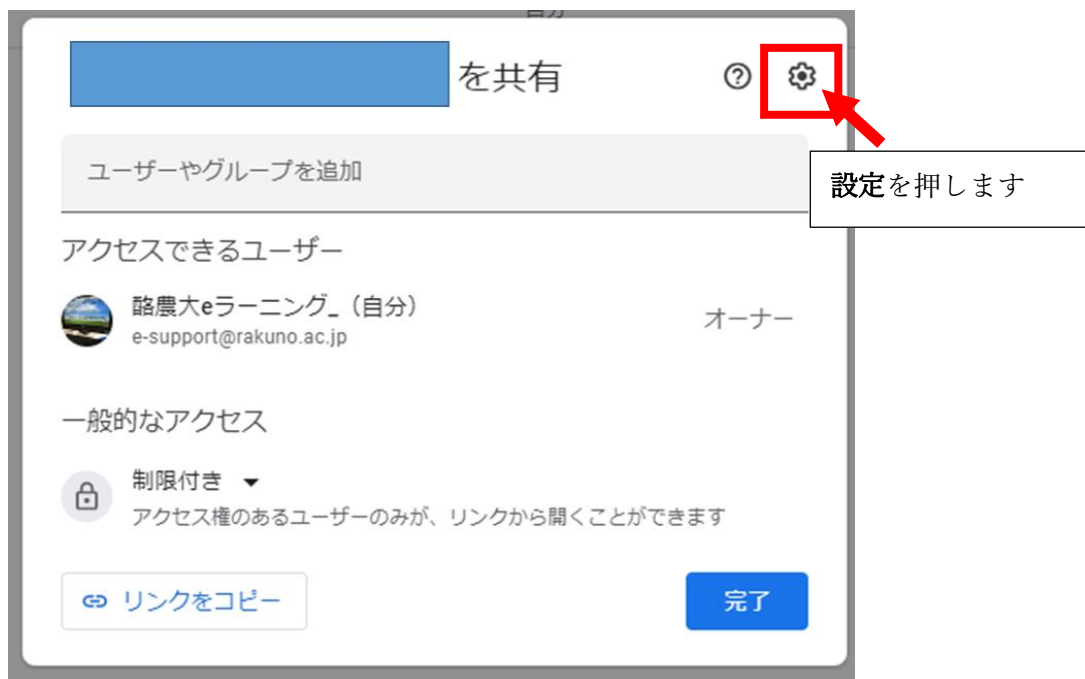 自分
を共有
ユーザーやグループを追加
設定を押します
アクセスできるユーザー
酪農大eラーニング_（自分）
e-support@rakuno.ac.jp
オーナー
一般的なアクセス
制限付き
アクセス権のあるユーザーのみが、リンクから開くことができます
リンクをコピー
完了